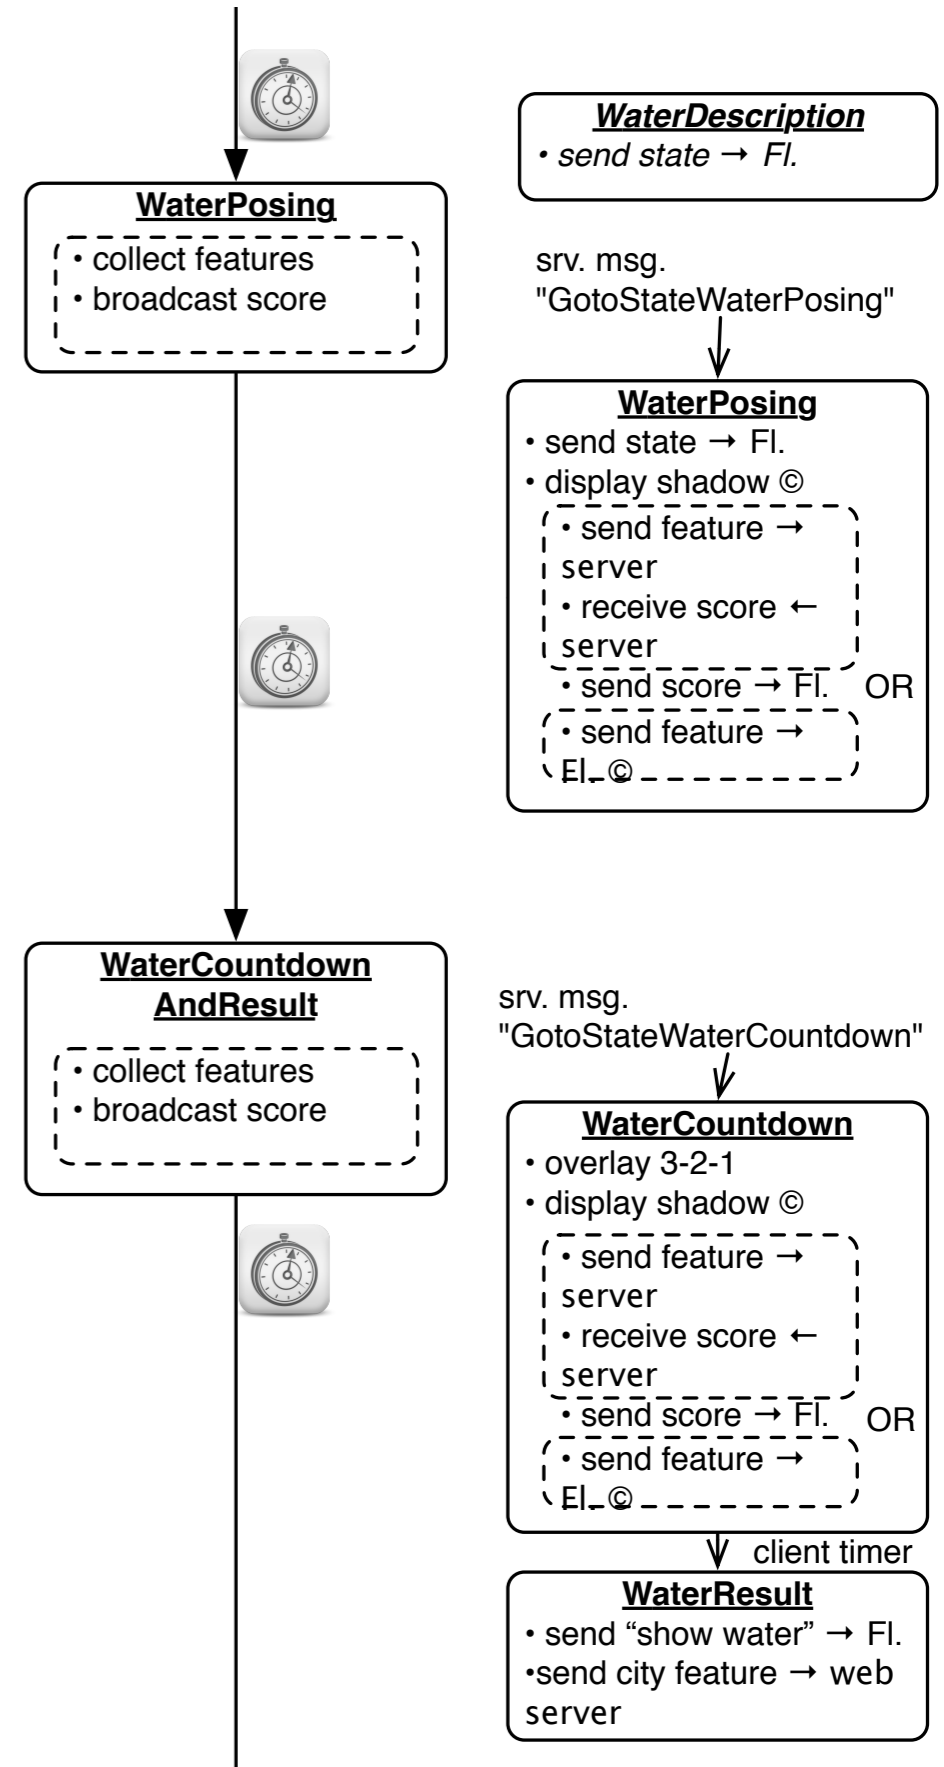 WaterDescription
• send state → Fl.
WaterPosing
• collect features
• broadcast score
srv. msg.
"GotoStateWaterPosing"
WaterPosing
• send state → Fl.
• display shadow ©
• send feature →
server
• receive score ←
server
• send score → Fl. OR
• send feature →
Fl. ©
WaterCountdown
AndResult
• collect features
• broadcast score
srv. msg.
"GotoStateWaterCountdown"
WaterCountdown
• overlay 3-2-1
• display shadow ©
• send feature →
server
• receive score ←
server
• send score → Fl. OR
• send feature →
Fl. ©
client timer
WaterResult
• send “show water” → Fl.
•send city feature → web
server